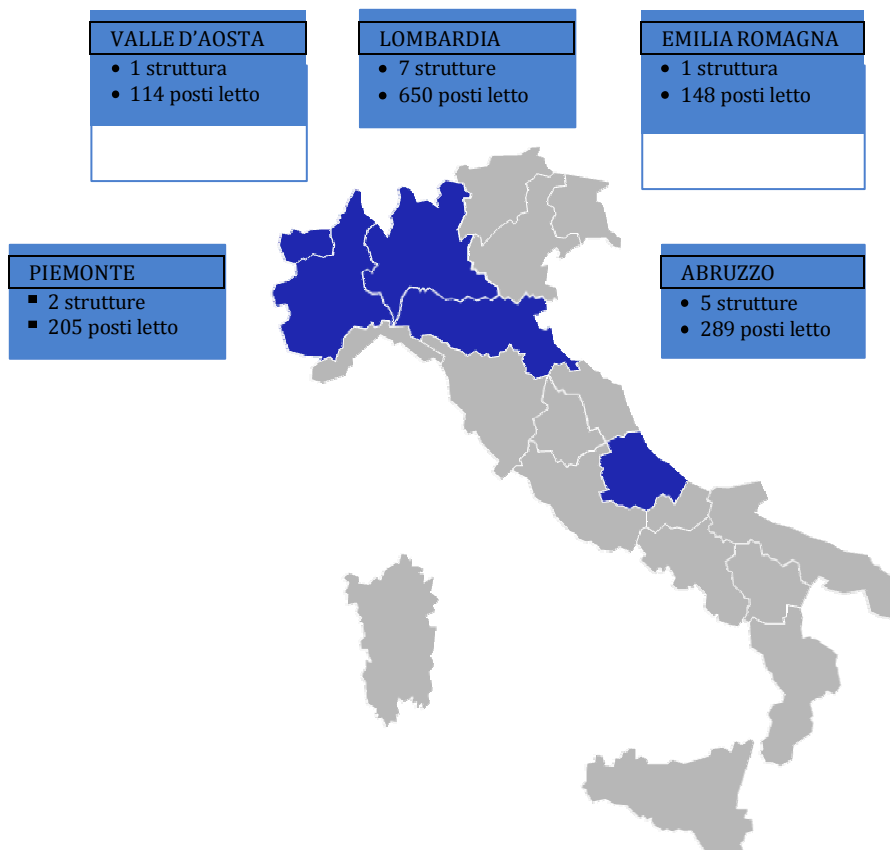 VALLE D'AOSTA
• 1 struttura
• 114 posti letto
LOMBARDIA
• 7 strutture
• 650 posti letto
EMILIA ROMAGNA
• 1 struttura
• 148 posti letto
PIEMONTE
▪ 2 strutture
▪ 205 posti letto
ABRUZZO
• 5 strutture
• 289 posti letto